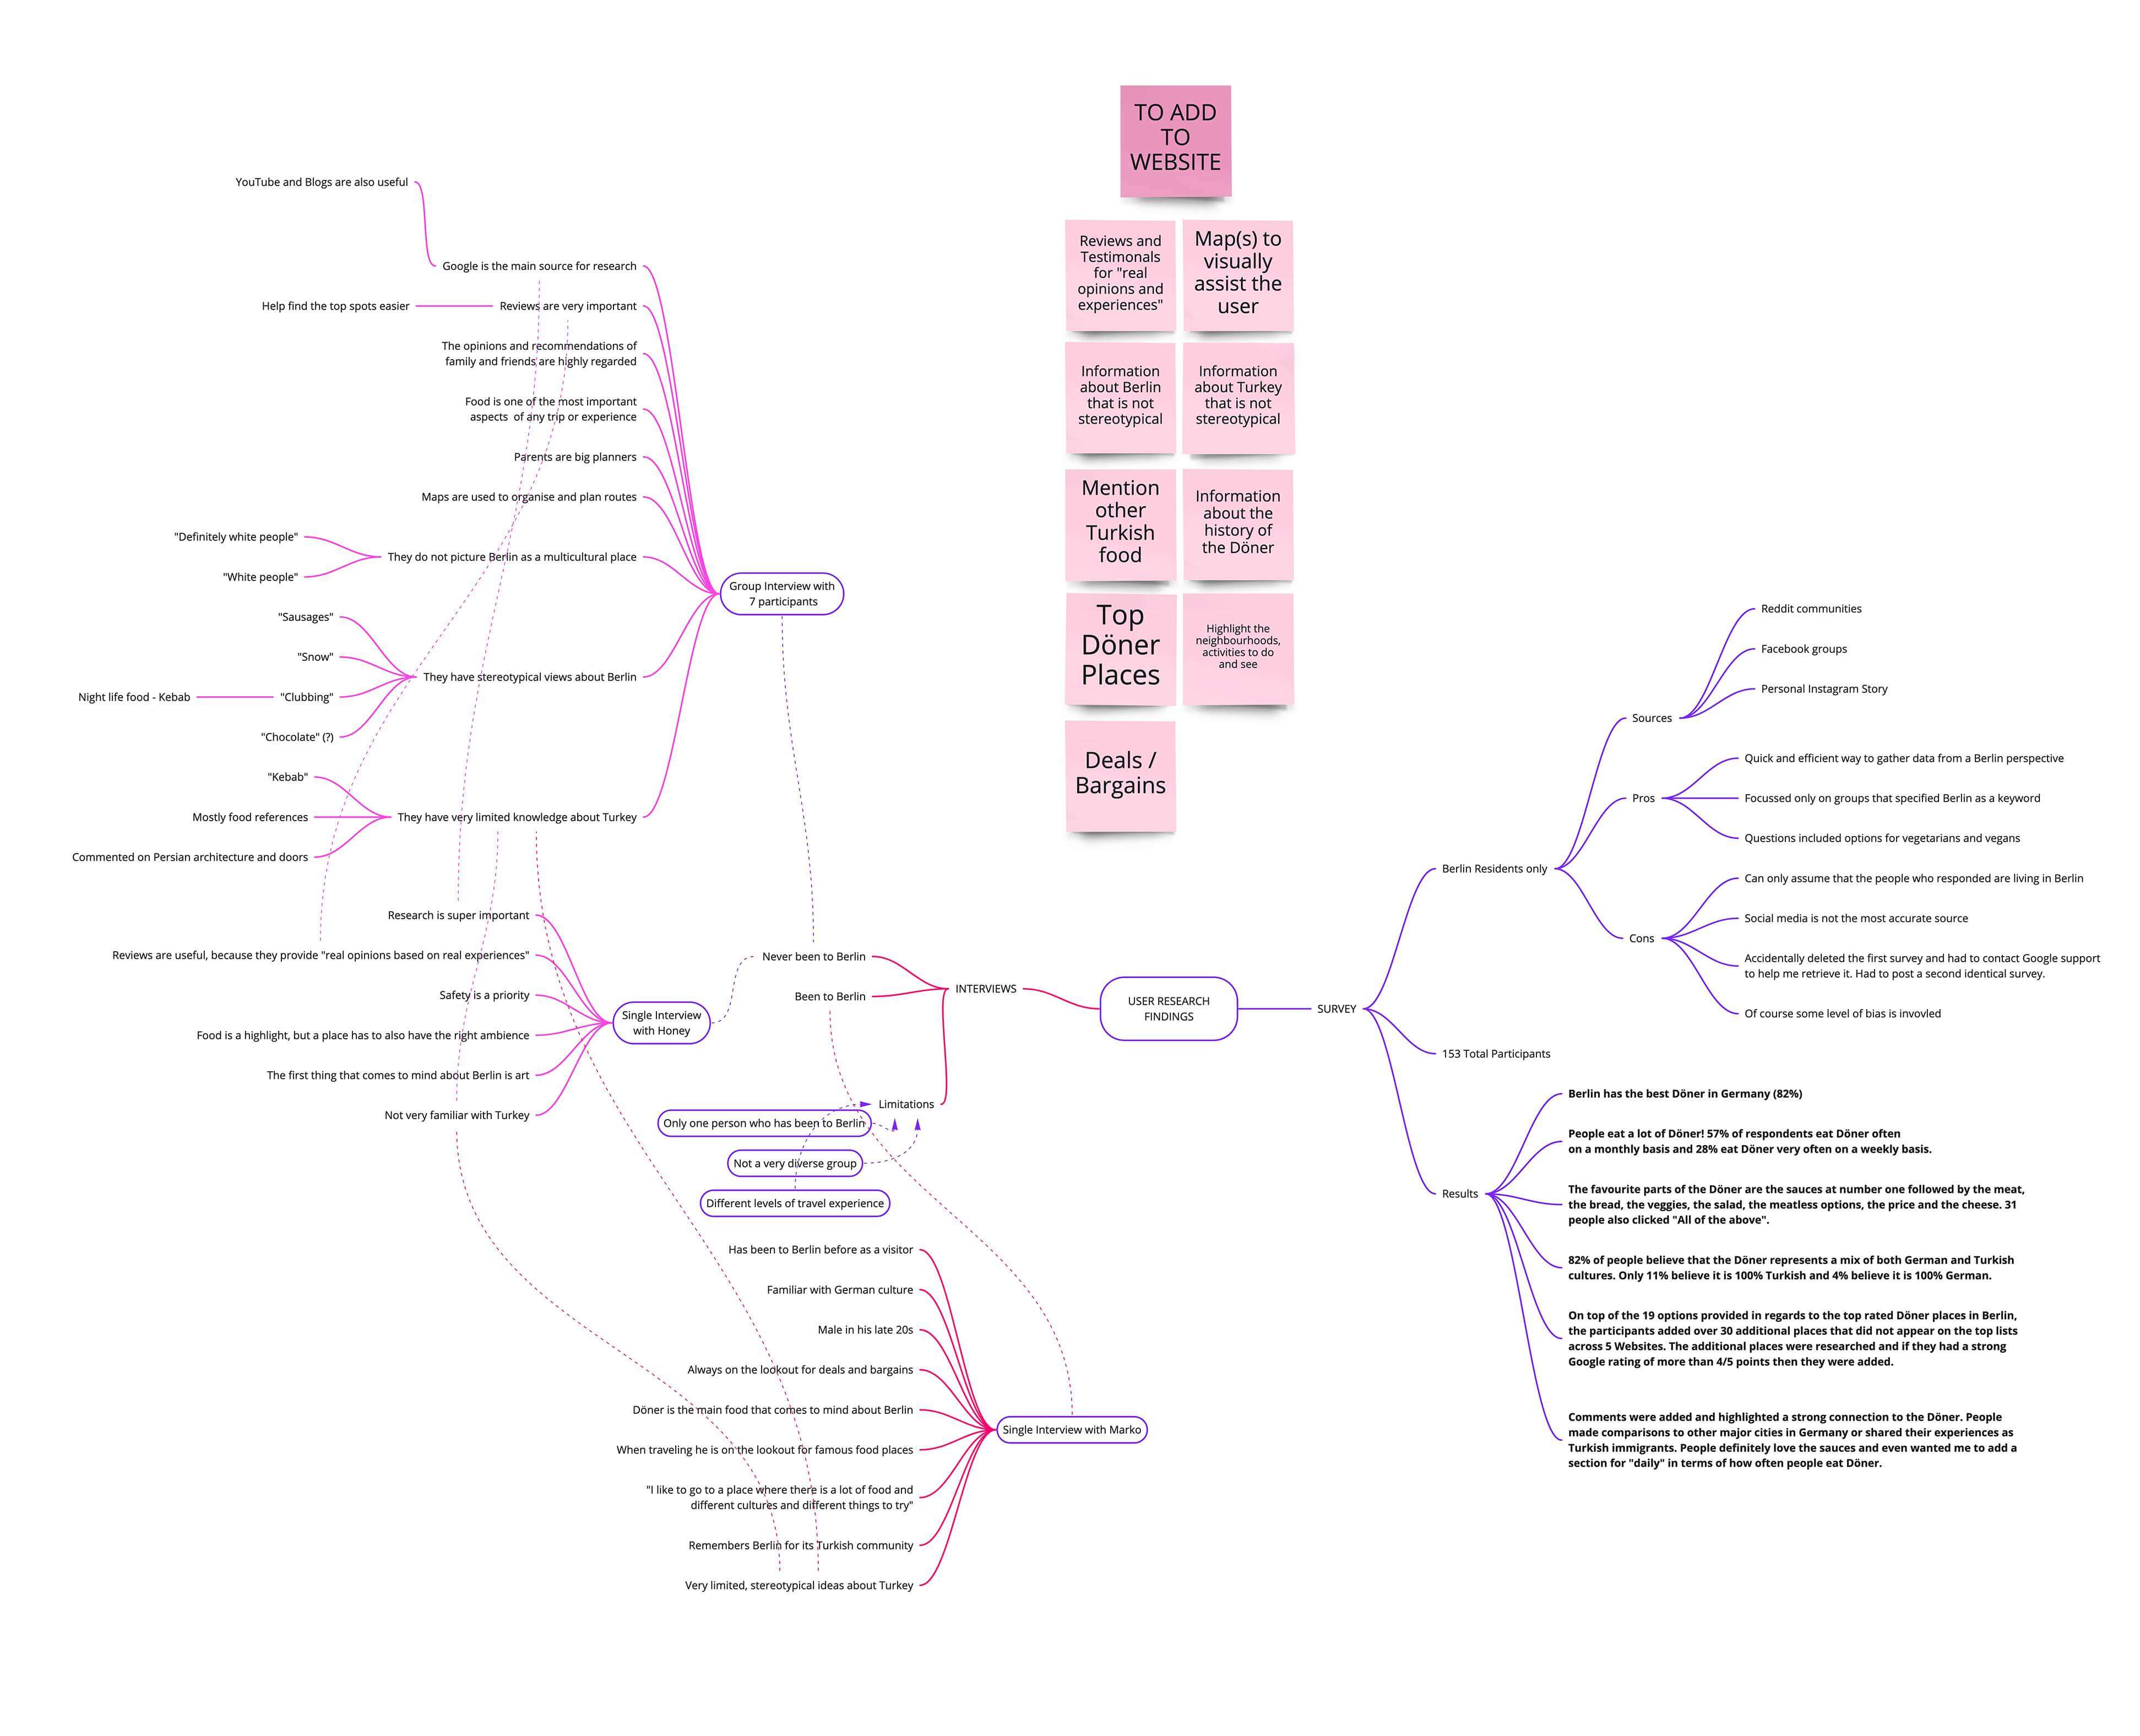 TO ADD
TO
WEBSITE
Reviews and
Testimonals
for "real
opinions and
experiences"
Map(s) to
visually
assist the
user
Information
about Berlin
that is not
stereotypical
Information
about Turkey
that is not
stereotypical
Mention
other
Turkish
food
Information
about the
history of
the Döner
Top
Döner
Places
Highlight the
neighbourhoods,
activities to do
and see
Deals /
Bargains
YouTube and Blogs are also useful
Google is the main source for research
Help find the top spots easier
Reviews are very important
The opinions and recommendations of
family and friends are highly regarded
Food is one of the most important
aspects of any trip or experience
Parents are big planners
Maps are used to organise and plan routes
"Definitely white people"
"White people"
They do not picture Berlin as a multicultural place
"Sausages"
"Snow"
Night life food - Kebab
"Clubbing"
"Chocolate" (?)
They have stereotypical views about Berlin
"Kebab"
Mostly food references
Commented on Persian architecture and doors
They have very limited knowledge about Turkey
Group Interview with
7 participants
Research is super important
Reviews are useful, because they provide "real opinions based on real experiences"
Safety is a priority
Food is a highlight, but a place has to also have the right ambience
The first thing that comes to mind about Berlin is art
Not very familiar with Turkey
Single Interview
with Honey
Never been to Berlin
Been to Berlin
INTERVIEWS
Limitations
Only one person who has been to Berlin
Not a very diverse group
Different levels of travel experience
Has been to Berlin before as a visitor
Familiar with German culture
Male in his late 20s
Always on the lookout for deals and bargains
Döner is the main food that comes to mind about Berlin
When traveling he is on the lookout for famous food places
"I like to go to a place where there is a lot of food and
different cultures and different things to try"
Remembers Berlin for its Turkish community
Very limited, stereotypical ideas about Turkey
Single Interview with Marko
USER RESEARCH
FINDINGS
SURVEY
Berlin Residents only
Sources
Reddit communities
Facebook groups
Personal Instagram Story
Pros
Quick and efficient way to gather data from a Berlin perspective
Focussed only on groups that specified Berlin as a keyword
Questions included options for vegetarians and vegans
Cons
Can only assume that the people who responded are living in Berlin
Social media is not the most accurate source
Accidentally deleted the first survey and had to contact Google support
to help me retrieve it. Had to post a second identical survey.
Of course some level of bias is invovled
153 Total Participants
Results
Berlin has the best Döner in Germany (82%)
People eat a lot of Döner! 57% of respondents eat Döner often
on a monthly basis and 28% eat Döner very often on a weekly basis.
The favourite parts of the Döner are the sauces at number one followed by the meat,
the bread, the veggies, the salad, the meatless options, the price and the cheese. 31
people also clicked "All of the above".
82% of people believe that the Döner represents a mix of both German and Turkish
cultures. Only 11% believe it is 100% Turkish and 4% believe it is 100% German.
On top of the 19 options provided in regards to the top rated Döner places in Berlin,
the participants added over 30 additional places that did not appear on the top lists
across 5 Websites. The additional places were researched and if they had a strong
Google rating of more than 4/5 points then they were added.
Comments were added and highlighted a strong connection to the Döner. People
made comparisons to other major cities in Germany or shared their experiences as
Turkish immigrants. People definitely love the sauces and even wanted me to add a
section for "daily" in terms of how often people eat Döner.